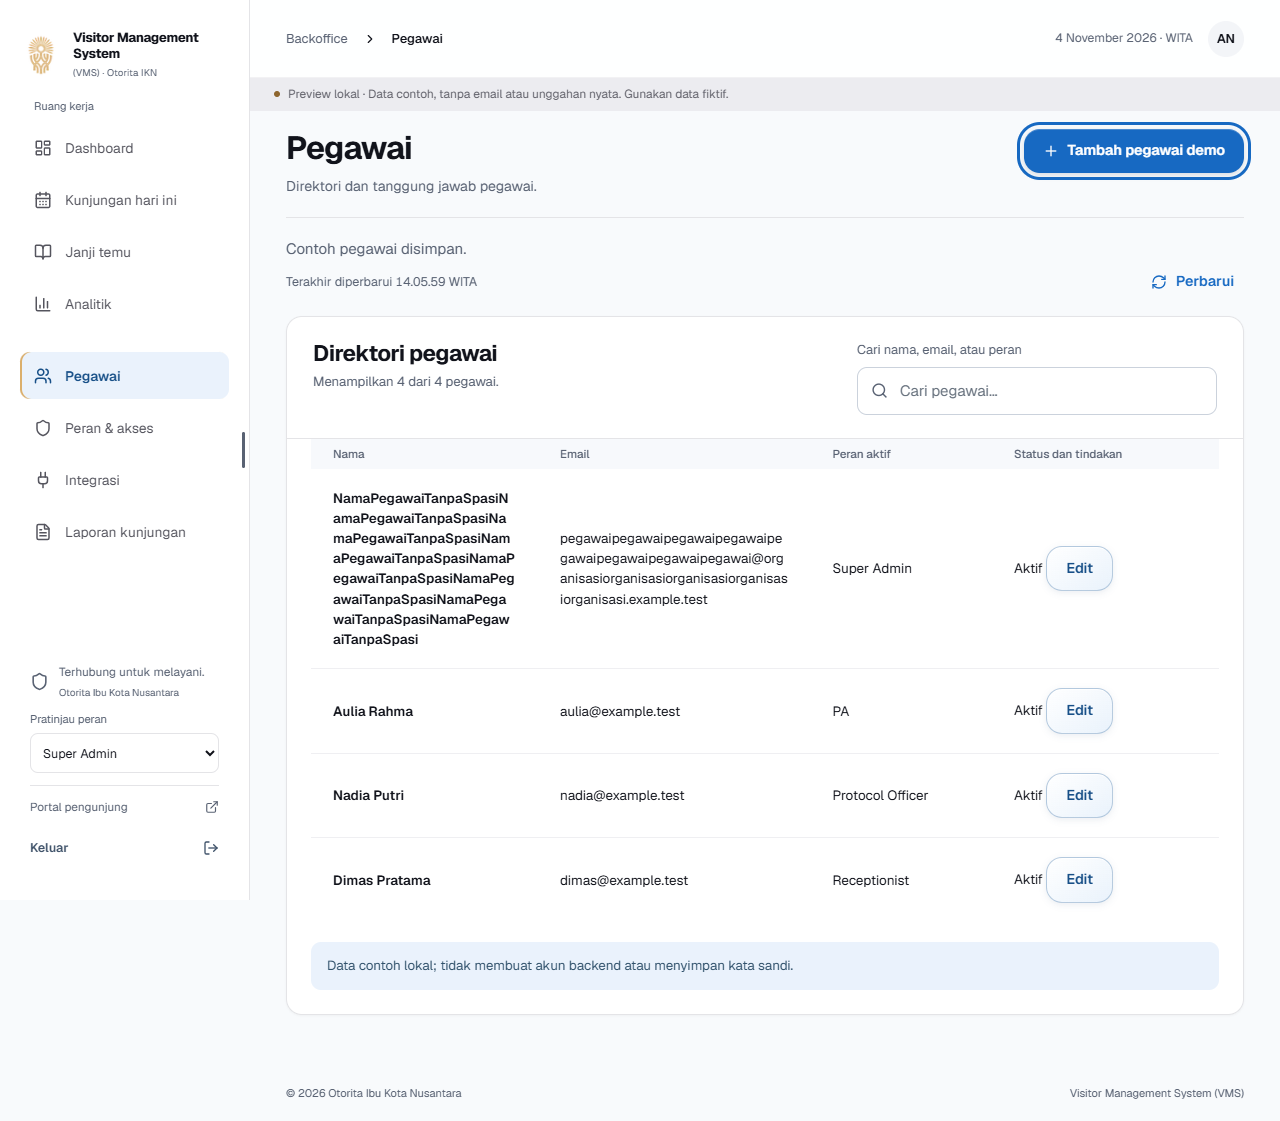 Visitor Management
System
(VMS) · Otorita IKN
Ruang kerja
Dashboard
Kunjungan hari ini
Janji temu
Analitik
Pegawai
Peran & akses
Integrasi
Laporan kunjungan
Terhubung untuk melayani.
Otorita Ibu Kota Nusantara
Pratinjau peran
Super Admin
Portal pengunjung
Keluar
Backoffice
Pegawai
4 November 2026 · WITA
AN
Preview lokal · Data contoh, tanpa email atau unggahan nyata. Gunakan data fiktif.
Pegawai
Direktori dan tanggung jawab pegawai.
Tambah pegawai demo
Contoh pegawai disimpan.
Terakhir diperbarui 14.05.59 WITA
Perbarui
Direktori pegawai
Menampilkan 4 dari 4 pegawai.
Cari nama, email, atau peran
Cari pegawai...
Nama Email Peran aktif Status dan tindakan
NamaPegawaiTanpaSpasiN
amaPegawaiTanpaSpasiNa
maPegawaiTanpaSpasiNam
aPegawaiTanpaSpasiNamaP
egawaiTanpaSpasiNamaPeg
awaiTanpaSpasiNamaPega
waiTanpaSpasiNamaPegaw
aiTanpaSpasi
pegawaipegawaipegawaipegawaipe
gawaipegawaipegawaipegawai@org
anisasiorganisasiorganisasiorganisas
iorganisasi.example.test
Super Admin
Aktif Edit
Aulia Rahma aulia@example.test PA Aktif Edit
Nadia Putri nadia@example.test Protocol Officer Aktif Edit
Dimas Pratama dimas@example.test Receptionist Aktif Edit
Data contoh lokal; tidak membuat akun backend atau menyimpan kata sandi.
© 2026 Otorita Ibu Kota Nusantara
Visitor Management System (VMS)